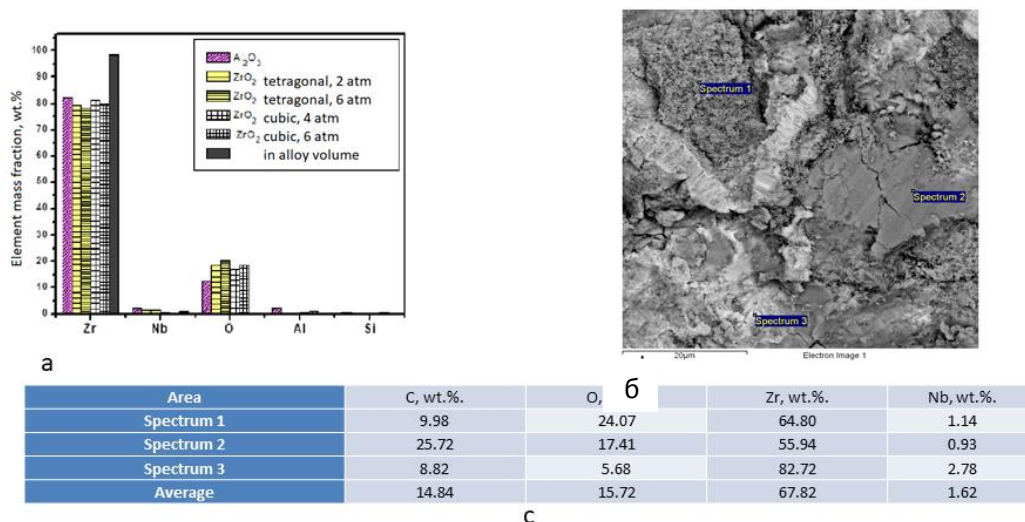 Element mass fraction, wt.%
100
90
80
70
60
50
40
30
20
10
0
Zr Nb O Al Si
Al2O3
ZrO2 tetragonal, 2 atm
ZrO2 tetragonal, 6 atm
ZrO2 cubic, 4 atm
ZrO2 cubic, 6 atm
in alloy volume
а
Spectrum 1
Spectrum 2
Spectrum 3
20µm Electron Image 1
б
Area C, wt.%. O, Zr, wt.%. Nb, wt.%.
Spectrum 1 9.98 24.07 64.80 1.14
Spectrum 2 25.72 17.41 55.94 0.93
Spectrum 3 8.82 5.68 82.72 2.78
Average 14.84 15.72 67.82 1.62
с